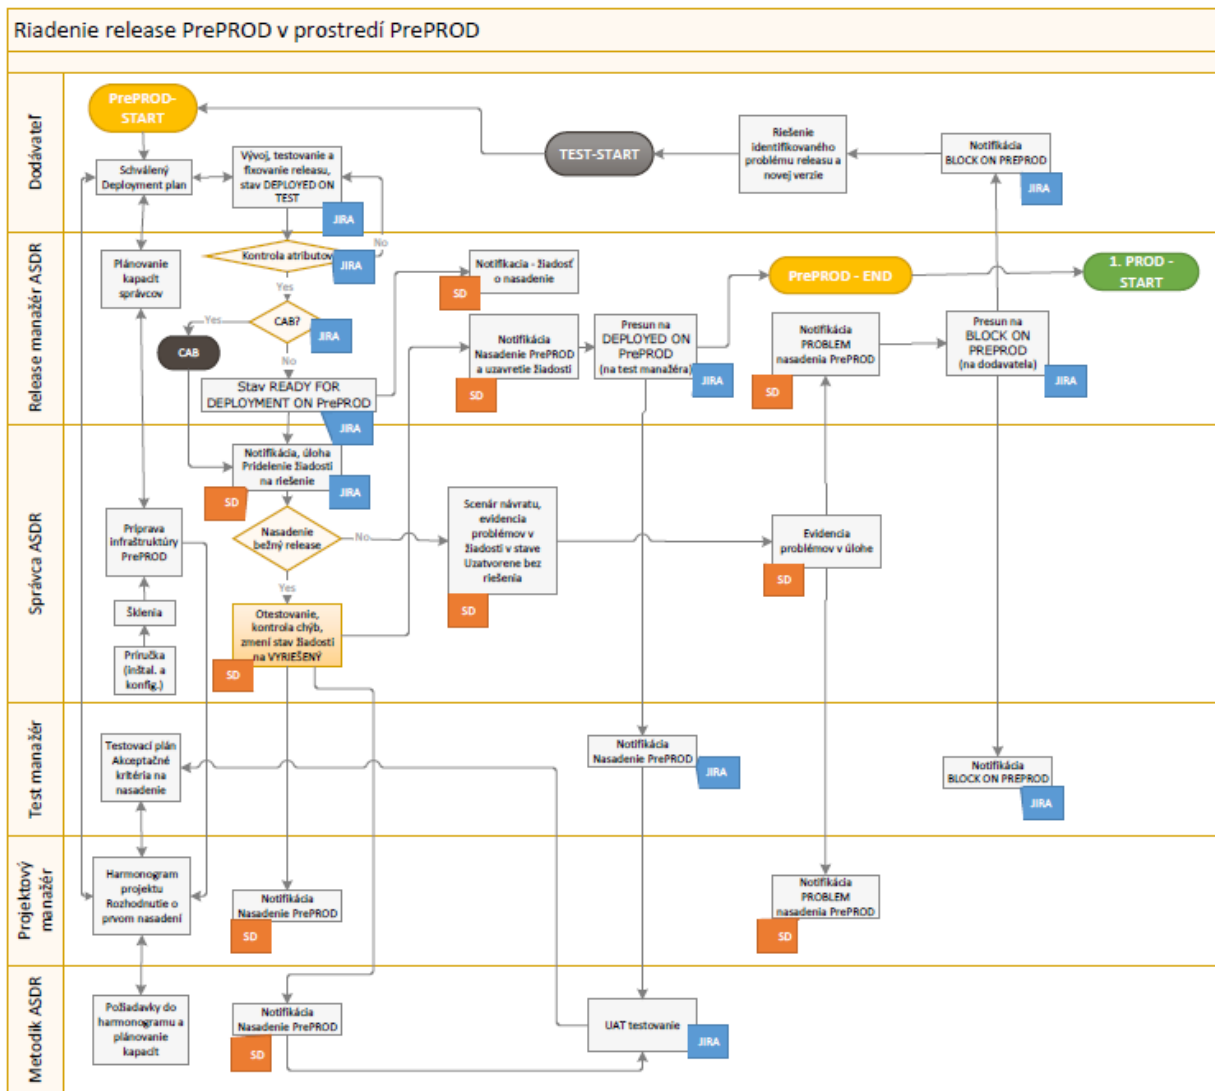 Riadenie release PrePROD v prostredí PrePROD
Dodávateľ
PrePROD-
START
Schválený
Deployment plan
Vývoj, testovanie a
fixovanie releasu,
stav DEPLOYED ON
TEST
JIRA
TEST-START
Riešenie
identifikovaného
problému releasu a
novej verzie
Notifikácia
BLOCK ON PREPROD
JIRA
Release manažér ASDR
Plánovanie
kapacít
správcov
Kontrola atributov
JIRA
No
Yes
CAB?
JIRA
Yes
CAB
No
Stav READY FOR
DEPLOYMENT ON PrePROD
JIRA
Notifikacia - žiadosť
o nasadenie
SD
Notifikácia
Nasadenie PrePROD
a uzavretie žiadosti
SD
Presun na
DEPLOYED ON
PrePROD
(na test manažéra)
JIRA
PrePROD - END
1. PROD -
START
Notifikácia
PROBLEM
nasadenia PrePROD
SD
Presun na
BLOCK ON
PREPROD
(na dodavatela)
JIRA
Správca ASDR
Notifikácia, úloha
Pridelenie žiadosti
na riešenie
SD
JIRA
Príprava
infraštruktúry
PrePROD
Šklenia
Príručka
(inštal. a
konfig.)
Nasadenie
bežný release
No
Yes
Otestovanie,
kontrola chýb,
zmení stav žiadosti
na VYRIEŠENÝ
SD
Scenár návratu,
evidencia
problémov v
žiadosti v stave
Uzatvorene bez
riešenia
SD
Evidencia
problémov v úlohe
SD
Test manažér
Testovací plán
Akceptačné
kritéria na
nasadenie
Notifikácia
Nasadenie PrePROD
JIRA
Notifikácia
BLOCK ON PREPROD
JIRA
Projektový
manažér
Harmonogram
projektu
Rozhodnutie o
prvom nasadení
Notifikácia
Nasadenie PrePROD
SD
Notifikácia
PROBLEM
nasadenia PrePROD
SD
Metodik ASDR
Požiadavky do
harmonogramu a
plánovanie
kapacít
Notifikácia
Nasadenie PrePROD
SD
UAT testovanie
JIRA